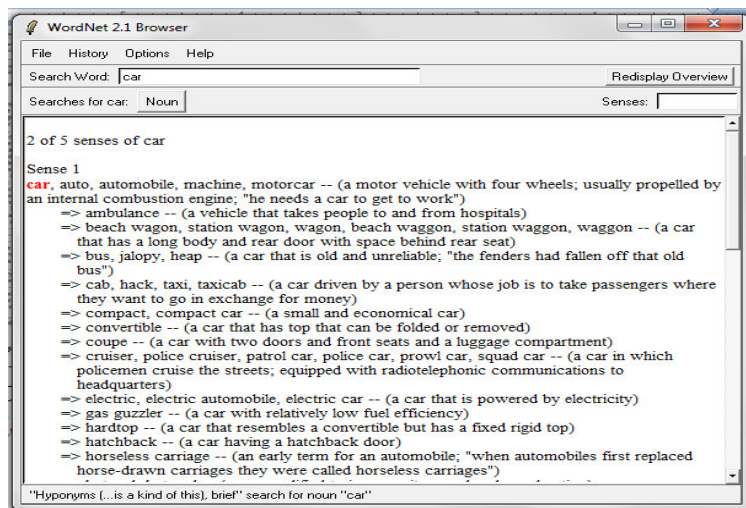 WordNet 2.1 Browser
File History Options Help
Search Word: car Redisplay Overview
Searches for car: Noun Senses:
2 of 5 senses of car
Sense 1
car, auto, automobile, machine, motorcar -- (a motor vehicle with four wheels; usually propelled by
an internal combustion engine; "he needs a car to get to work")
=> ambulance -- (a vehicle that takes people to and from hospitals)
=> beach wagon, station wagon, wagon, beach waggon, station waggon, waggon -- (a car
that has a long body and rear door with space behind rear seat)
=> bus, jalopy, heap -- (a car that is old and unreliable; "the fenders had fallen off that old
bus")
=> cab, hack, taxi, taxicab -- (a car driven by a person whose job is to take passengers where
they want to go in exchange for money)
=> compact, compact car -- (a small and economical car)
=> convertible -- (a car that has top that can be folded or removed)
=> coupe -- (a car with two doors and front seats and a luggage compartment)
=> cruiser, police cruiser, patrol car, police car, prowl car, squad car -- (a car in which
policemen cruise the streets; equipped with radiotelephonic communications to
headquarters)
=> electric, electric automobile, electric car -- (a car that is powered by electricity)
=> gas guzzler -- (a car with relatively low fuel efficiency)
=> hardtop -- (a car that resembles a convertible but has a fixed rigid top)
=> hatchback -- (a car having a hatchback door)
=> horseless carriage -- (an early term for an automobile; "when automobiles first replaced
horse-drawn carriages they were called horseless carriages")
"Hyponyms (...is a kind of this), brief" search for noun "car"